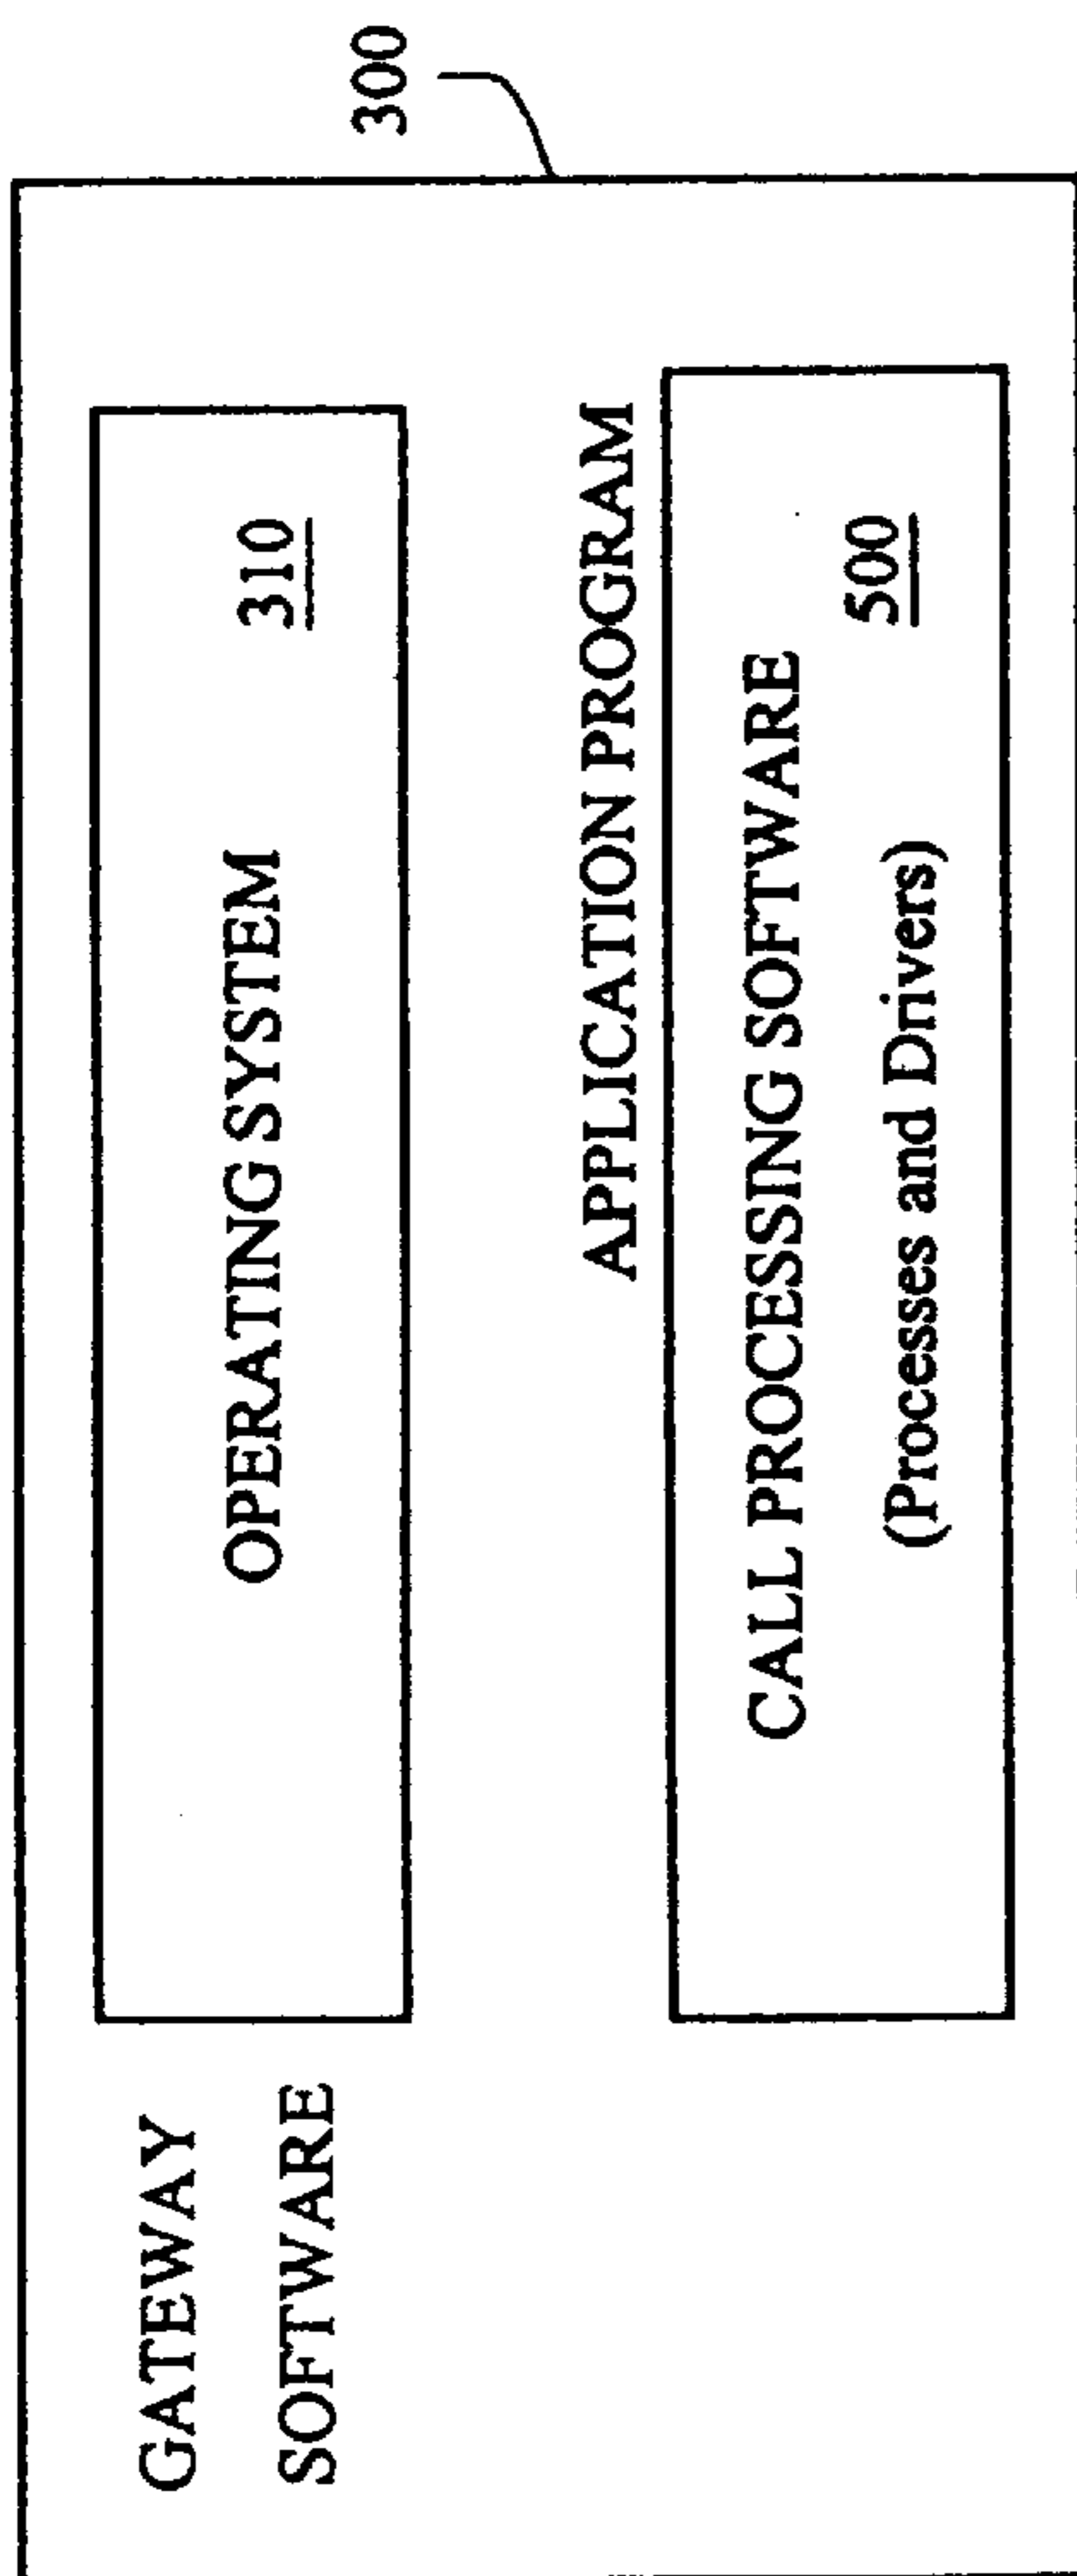 300
GATEWAY
SOFTWARE
OPERATING SYSTEM
310
APPLICATION PROGRAM
CALL PROCESSING SOFTWARE
500
(Processes and Drivers)